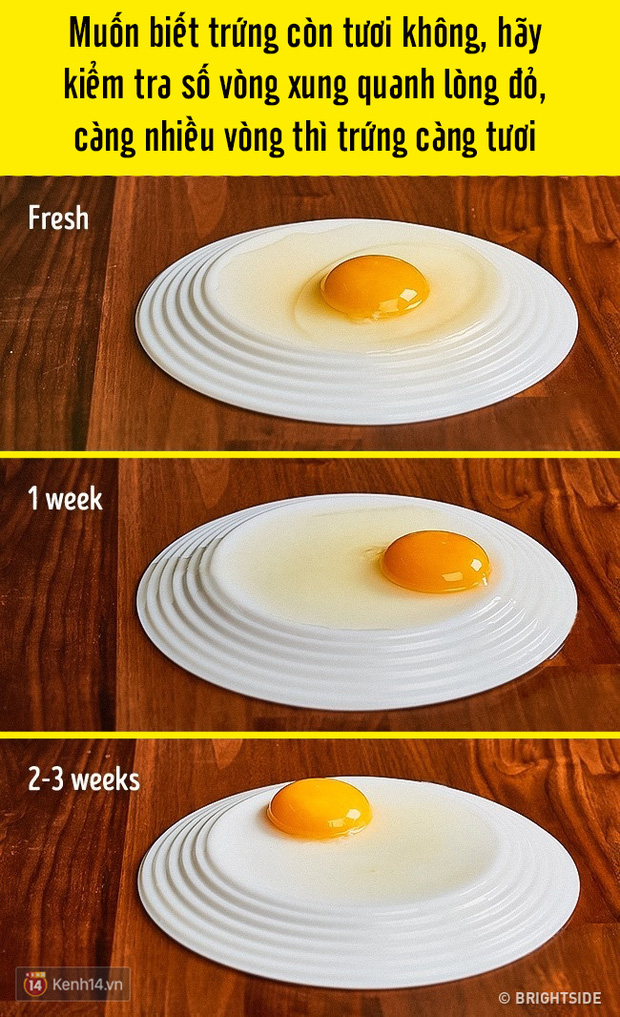 Muốn biết trứng còn tươi không, hãy
kiểm tra số vòng xung quanh lòng đỏ,
càng nhiều vòng thì trứng càng tươi
Fresh
1 week
2-3 weeks
14 Kenh14.vn
© BRIGHTSIDE